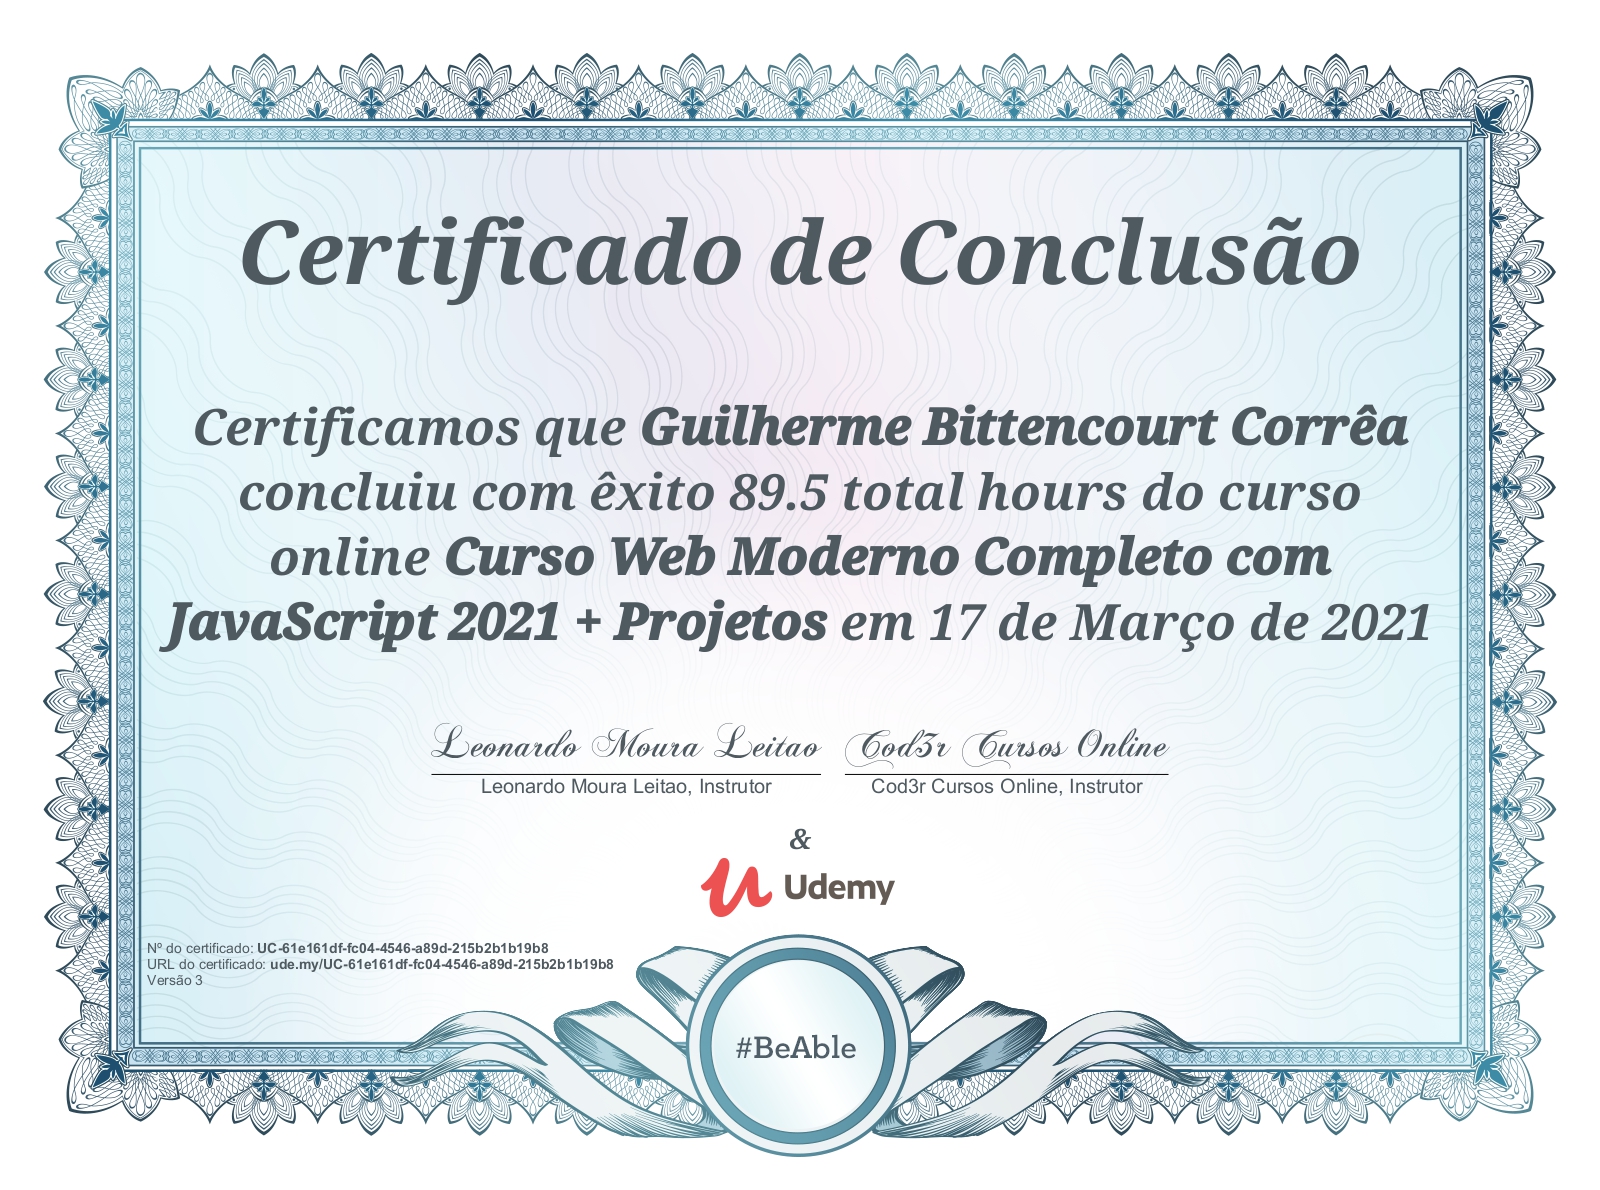 Certificado de Conclusão
Certificamos que Guilherme Bittencourt Corrêa
concluiu com êxito 89.5 total hours do curso
online Curso Web Moderno Completo com
JavaScript 2021 + Projetos em 17 de Março de 2021
Leonardo Moura Leitao
Leonardo Moura Leitao, Instrutor
Cod3r Cursos Online
Cod3r Cursos Online, Instrutor
&
Udemy
Nº do certificado: UC-61e161df-fc04-4546-a89d-215b2b1b19b8
URL do certificado: ude.my/UC-61e161df-fc04-4546-a89d-215b2b1b19b8
Versão 3
#BeAble